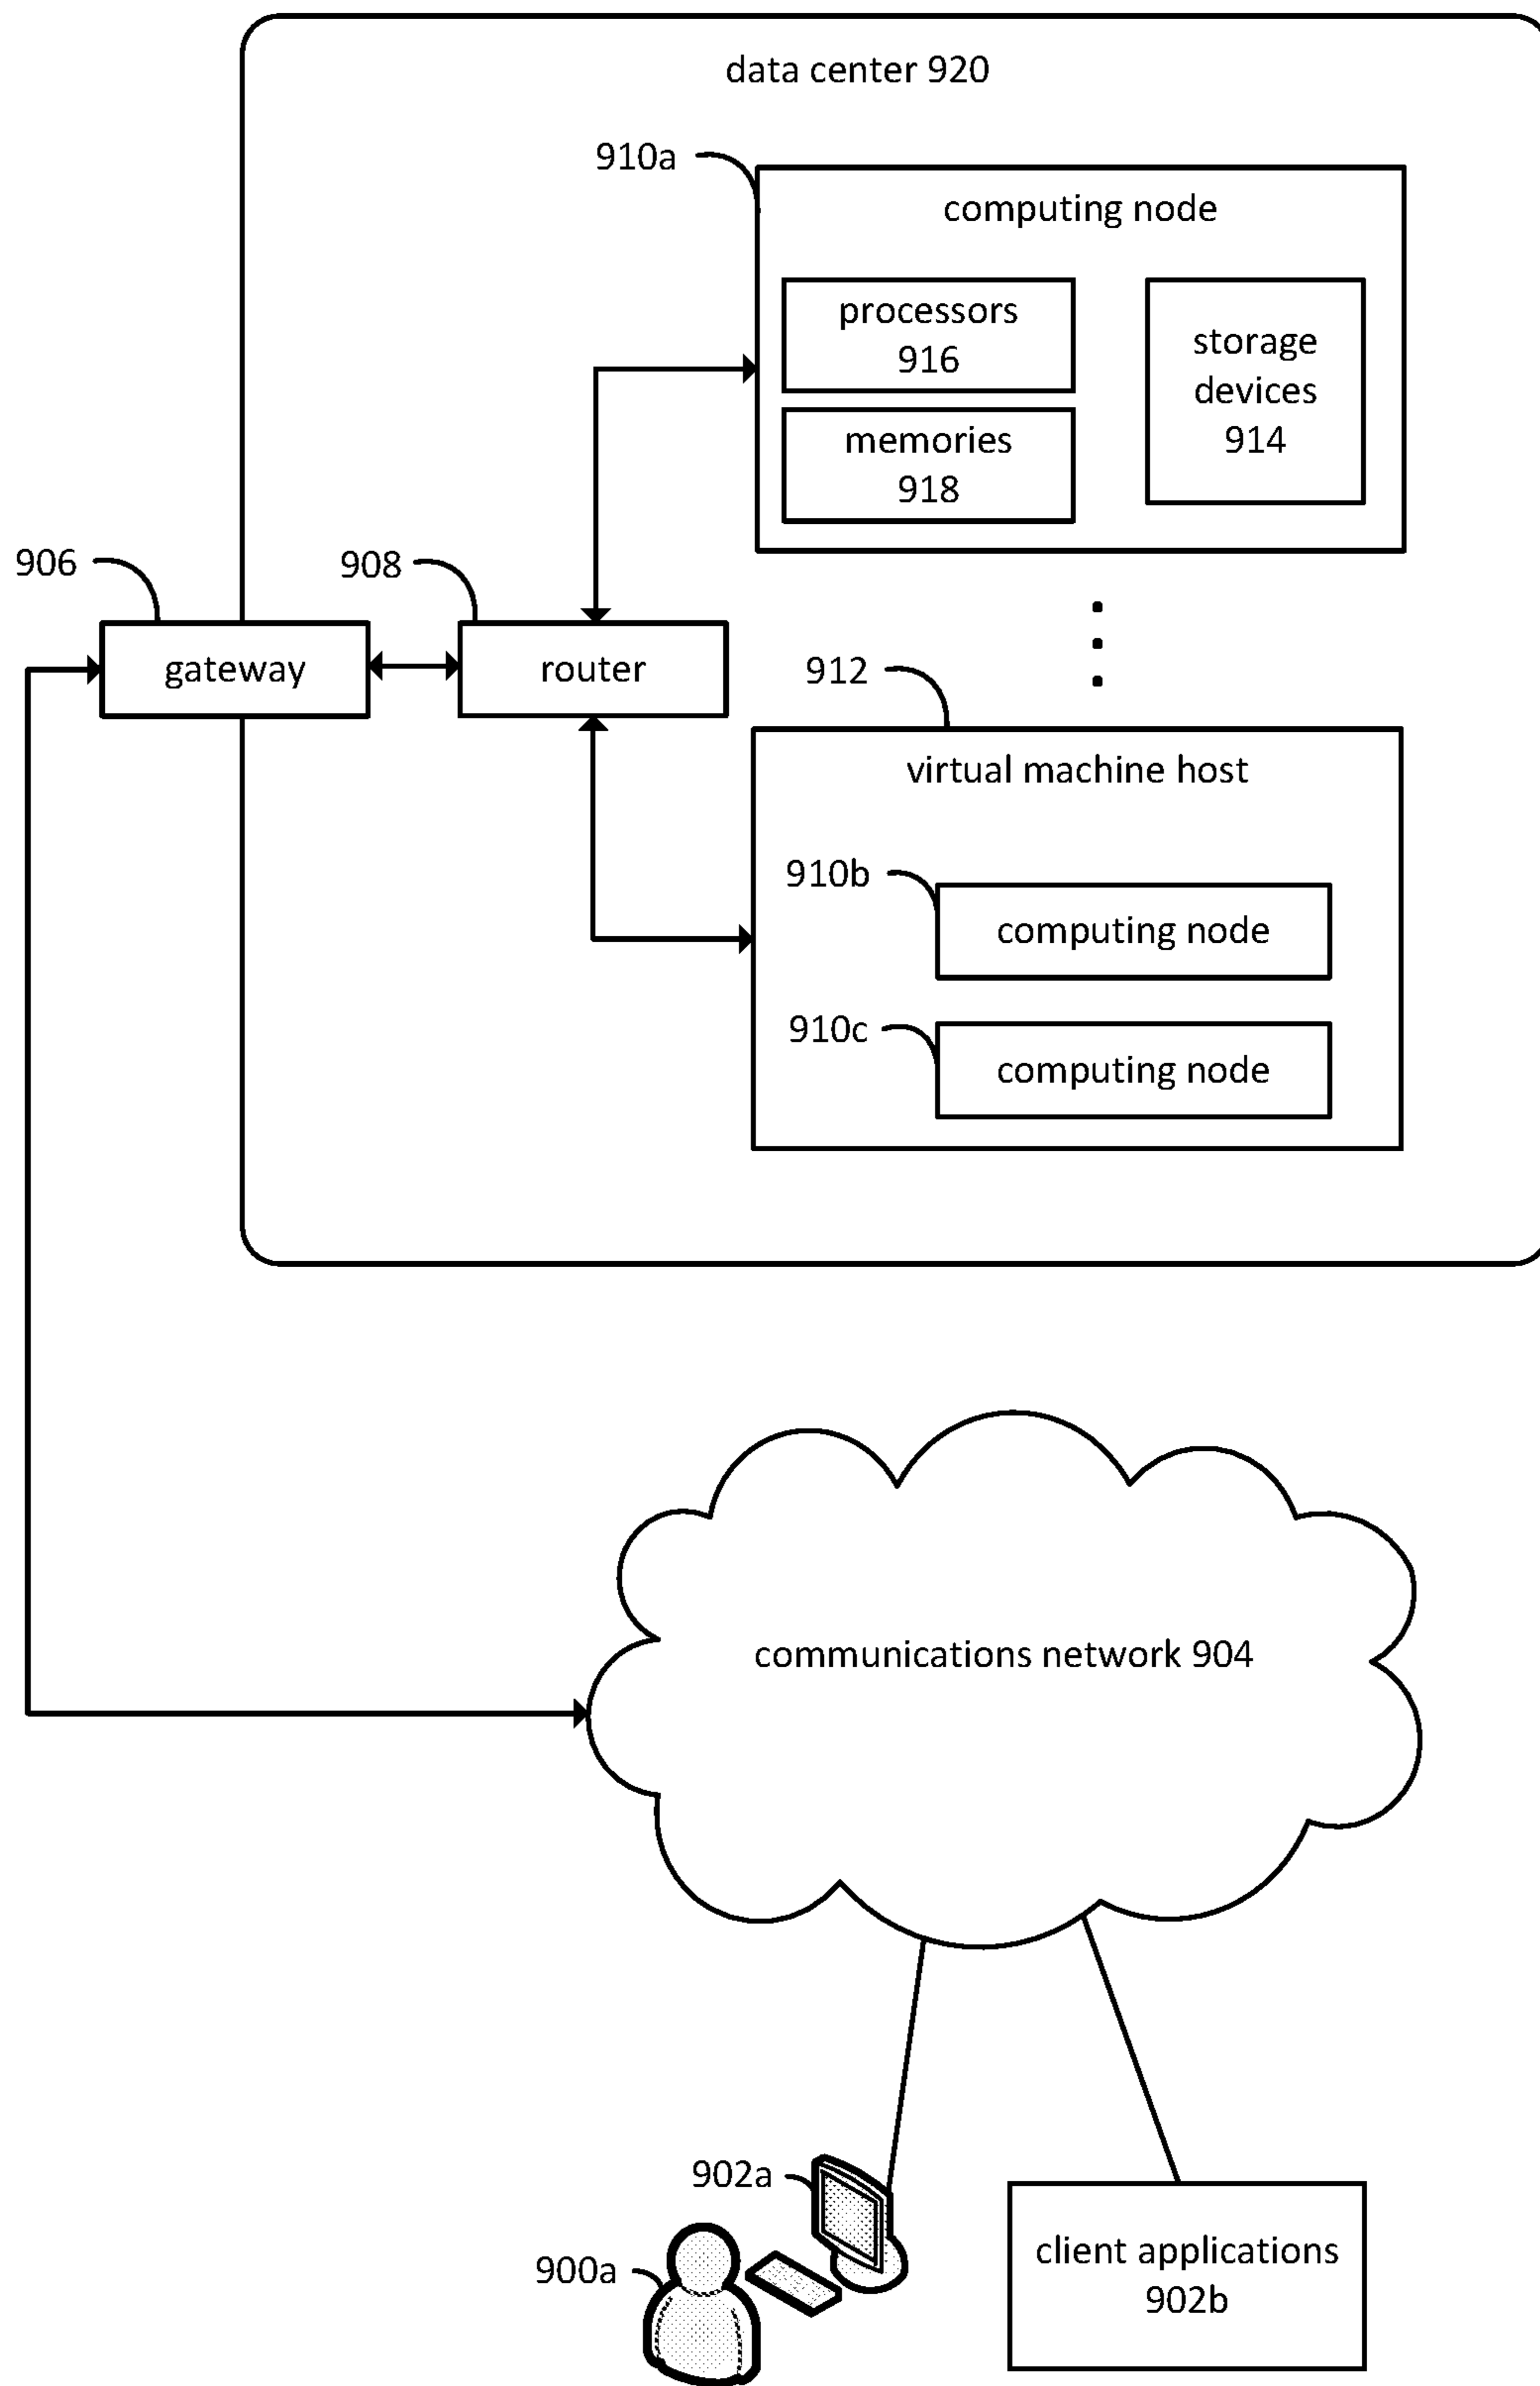 data center 920
910a
computing node
processors
916
storage
devices
914
memories
918
906
908
gateway
router
912
virtual machine host
910b
computing node
910c
computing node
communications network 904
902a
900a
client applications
902b